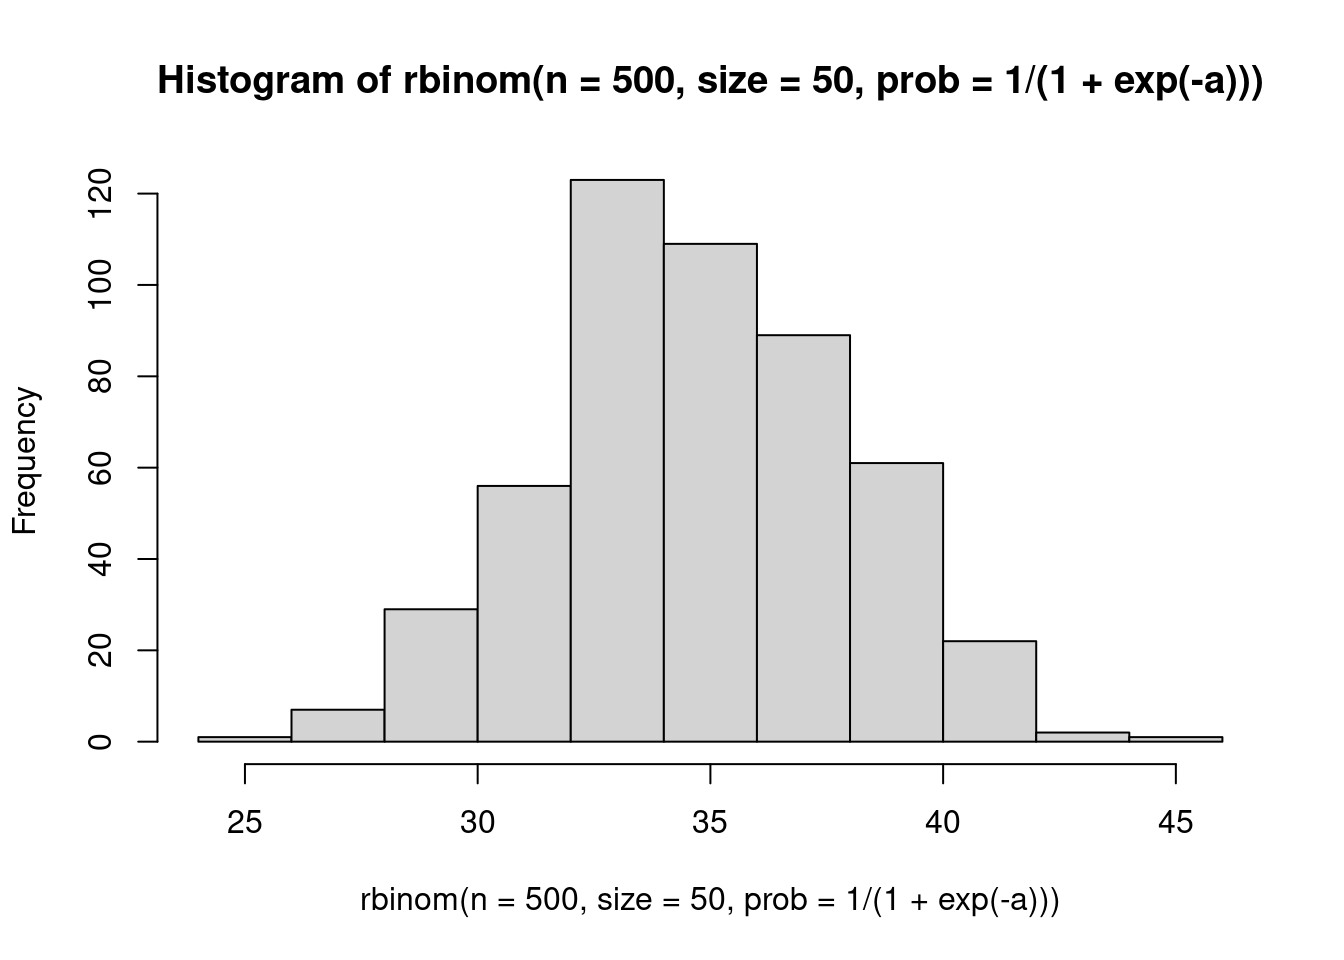 Histogram of rbinom(n = 500, size = 50, prob = 1/(1 + exp(-a)))
Frequency
120
100
80
60
40
20
0
25 30 35 40 45
rbinom(n = 500, size = 50, prob = 1/(1 + exp(-a)))